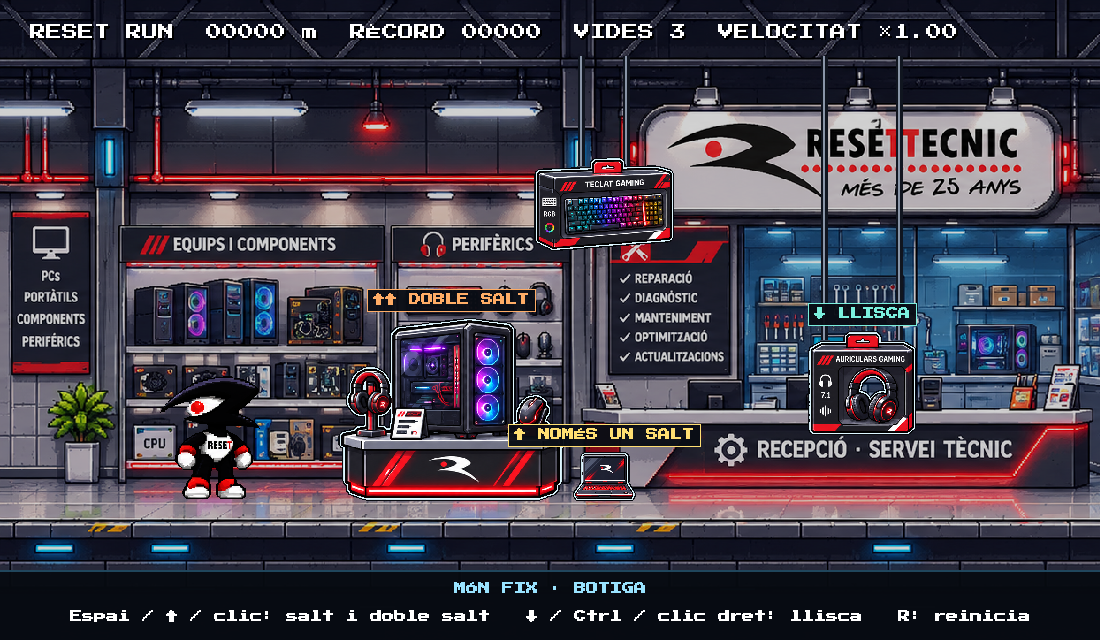 RESET RUN 00000 m RèCORD 00000 VIDES 3 VELOCITAT ×1.00
RESETTECNIC
MÉS DE 25 ANYS
TECLAT GAMING
RGB
EQUIPS I COMPONENTS
PERIFÈRICS
PCs
PORTÀTILS
COMPONENTS
PERIFÈRICS
✓ REPARACIÓ
✓ DIAGNÒSTIC
✓ MANTENIMENT
✓ OPTIMITZACIÓ
✓ ACTUALITZACIONS
↑↑ DOBLE SALT
↓ LLISCA
AURICULARS GAMING
7.1
↑ NOMéS UN SALT
CPU
RESET
RECEPCIÓ · SERVEI TÈCNIC
MóN FIX · BOTIGA
Espai / ↑ / clic: salt i doble salt ↓ / Ctrl / clic dret: llisca R: reinicia